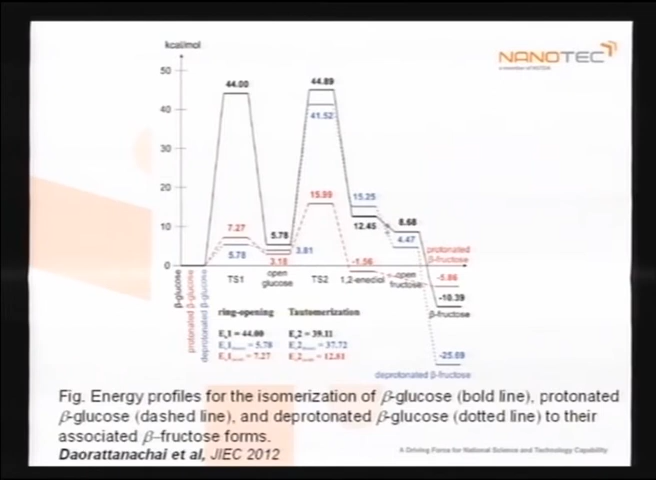 kcal/mol
NANOTEC
a member of NSTDA
50
40
30
20
10
0
44.00
44.89
41.52
15.99
7.27
5.78
5.78
3.81
3.18
15.25
12.45
8.68
4.47
-1.56
protonated
β-fructose
-5.86
-10.39
β-fructose
-25.69
deprotonated β-fructose
β-glucose
protonated β-glucose
deprotonated β-glucose
TS1
open
glucose
TS2
1,2-enediol
open
fructose
ring-opening Tautomerization
Fig. Energy profiles for the isomerization of β-glucose (bold line), protonated
β-glucose (dashed line), and deprotonated β-glucose (dotted line) to their
associated β–fructose forms.
Daorattanachai et al, JIEC 2012
A Driving Force for National Science and Technology Capability